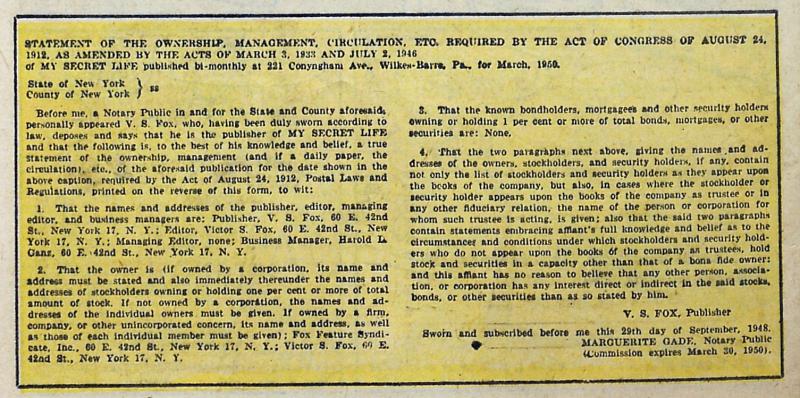 STATEMENT OF THE OWNERSHIP, MANAGEMENT, CIRCULATION, ETC. REQUIRED BY THE ACT OF CONGRESS OF AUGUST 24,
1912, AS AMENDED BY THE ACTS OF MARCH 3, 1933 AND JULY 2, 1946
of MY SECRET LIFE published bi-monthly at 221 Conyngham Ave., Wilkes-Barre, Pa., for March, 1950.
State of New York
County of New York } ss
Before me, a Notary Public in and for the State and County aforesaid,
personally appeared V. S. Fox, who, having been duly sworn according to
law, deposes and says that he is the publisher of MY SECRET LIFE
and that the following is, to the best of his knowledge and belief, a true
statement of the ownership, management (and if a daily paper, the
circulation), etc., of the aforesaid publication for the date shown in the
above caption, required by the Act of August 24, 1912, Postal Laws and
Regulations, printed on the reverse of this form, to wit:
1. That the names and addresses of the publisher, editor, managing
editor, and business managers are: Publisher, V. S. Fox, 60 E. 42nd
St., New York 17, N. Y.; Editor, Victor S. Fox, 60 E. 42nd St., New
York 17, N. Y.; Managing Editor, none; Business Manager, Harold L.
Ganz, 60 E. 42nd St., New York 17, N. Y.
2. That the owner is (if owned by a corporation, its name and
address must be stated and also immediately thereunder the names and
addresses of stockholders owning or holding one per cent or more of total
amount of stock. If not owned by a corporation, the names and ad-
dresses of the individual owners must be given. If owned by a firm,
company, or other unincorporated concern, its name and address, as well
as those of each individual member must be given); Fox Feature Syndi-
cate, Inc., 60 E. 42nd St., New York 17, N. Y.; Victor S. Fox, 60 E.
42nd St., New York 17, N. Y.
3. That the known bondholders, mortgagees and other security holders
owning or holding 1 per cent or more of total bonds, mortgages, or other
securities are: None.
4. That the two paragraphs next above, giving the names and ad-
dresses of the owners, stockholders, and security holders, if any, contain
not only the list of stockholders and security holders as they appear upon
the books of the company, but also, in cases where the stockholder or
security holder appears upon the books of the company as trustee or in
any other fiduciary relation, the name of the person or corporation for
whom such trustee is acting, is given; also that the said two paragraphs
contain statements embracing affiant's full knowledge and belief as to the
circumstances and conditions under which stockholders and security hold-
ers who do not appear upon the books of the company as trustees, hold
stock and securities in a capacity other than that of a bona fide owner:
and this affiant has no reason to believe that any other person, associa-
tion, or corporation has any interest direct or indirect in the said stocks,
bonds, or other securities than as so stated by him.
V. S. FOX, Publisher
Sworn and subscribed before me this 29th day of September, 1948.
MARGUERITE GADE, Notary Public
(Commission expires March 30, 1950).